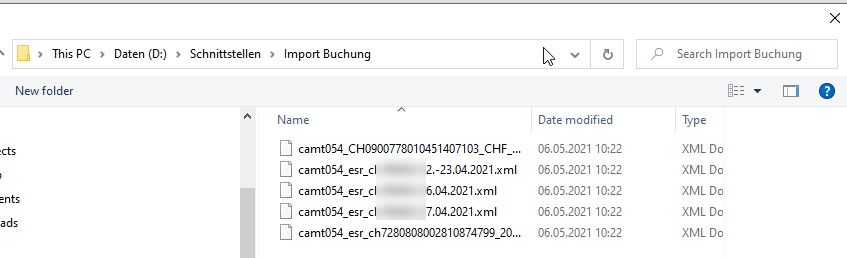 This PC > Daten (D:) > Schnittstellen > Import Buchung
Search Import Buchung
New folder
Name Date modified Type
camt054_CH0900778010451407103_CHF_... 06.05.2021 10:22 XML Do
ects
camt054_esr_cl 2.-23.04.2021.xml 06.05.2021 10:22 XML Do
camt054_esr_cl 6.04.2021.xml 06.05.2021 10:22 XML Do
ents
camt054_esr_cl 7.04.2021.xml 06.05.2021 10:22 XML Do
ads
camt054_esr_ch7280808002810874799_20... 06.05.2021 10:22 XML Do